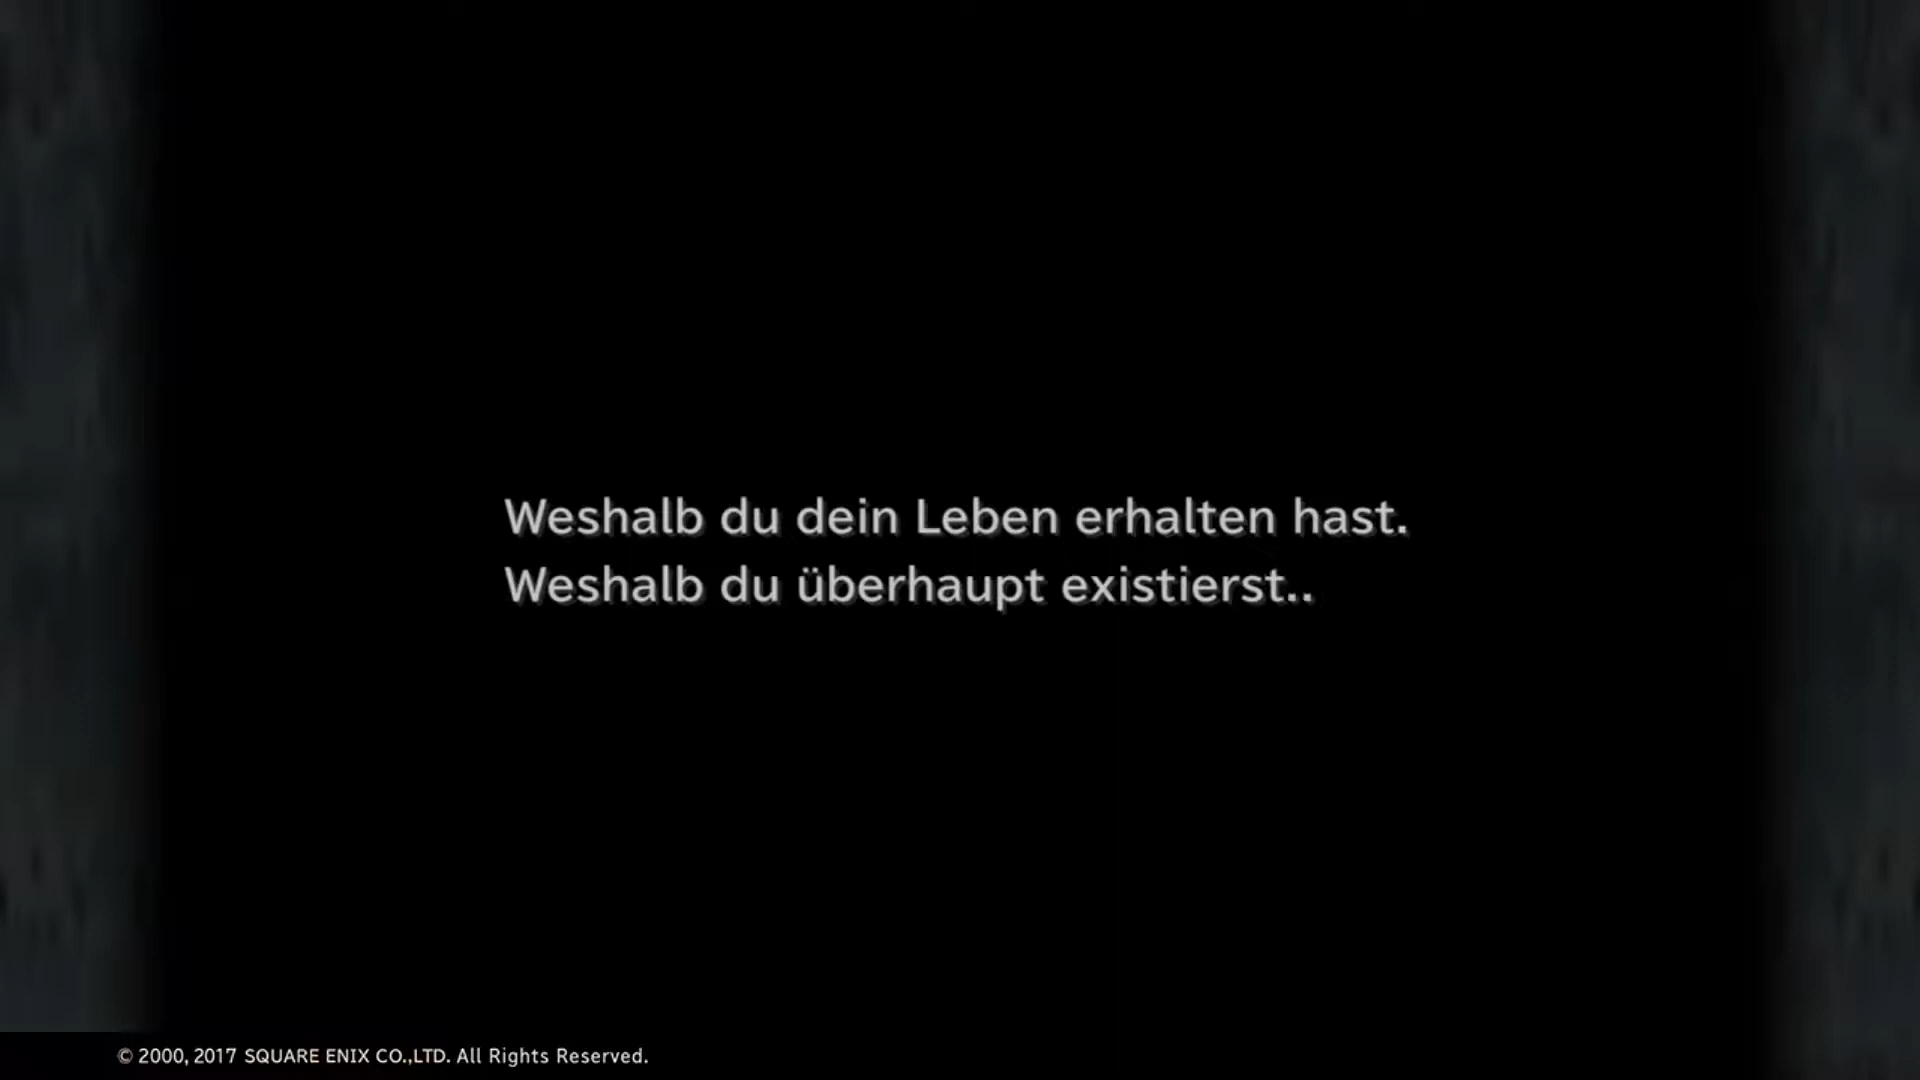 Weshalb du dein Leben erhalten hast.
Weshalb du überhaupt existierst..
© 2000, 2017 SQUARE ENIX CO.,LTD. All Rights Reserved.